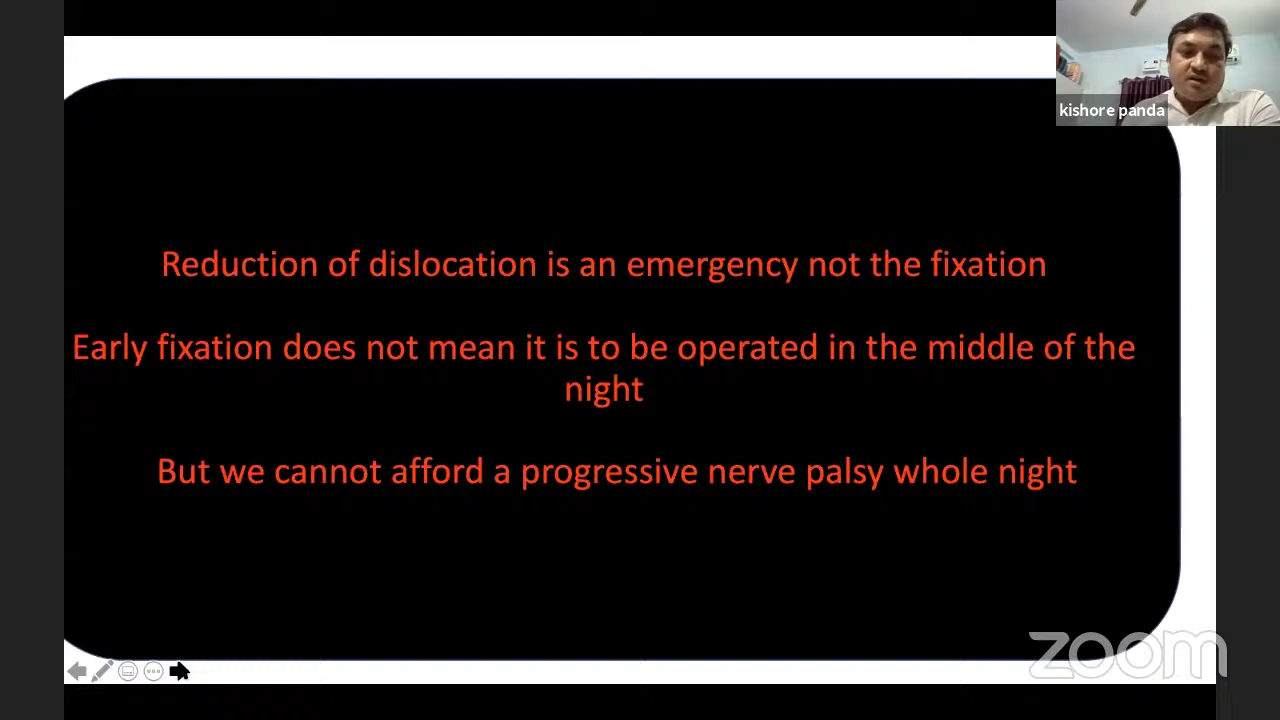 kishore panda
Reduction of dislocation is an emergency not the fixation
Early fixation does not mean it is to be operated in the middle of the
night
But we cannot afford a progressive nerve palsy whole night
zoom